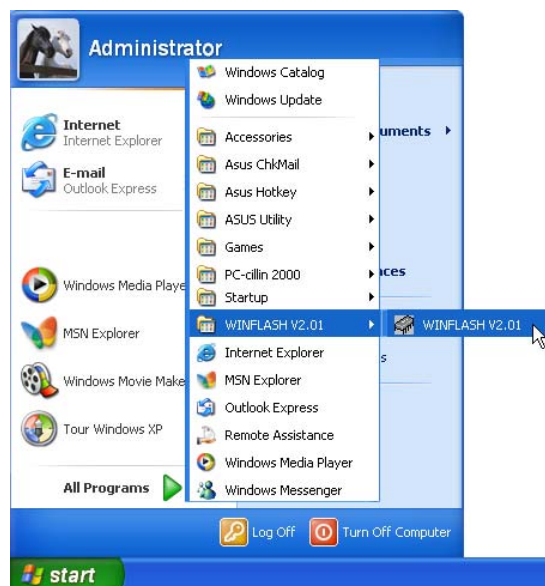 Administrator
Internet
Internet Explorer
E-mail
Outlook Express
Windows Media Playe
MSN Explorer
Windows Movie Make
Tour Windows XP
All Programs
Windows Catalog
Windows Update
Accessories
Asus ChkMail
Asus Hotkey
ASUS Utility
Games
PC-cillin 2000
Startup
WINFLASH V2.01
Internet Explorer
MSN Explorer
Outlook Express
Remote Assistance
Windows Media Player
Windows Messenger
WINFLASH V2.01
uments
ces
s
Log Off
Turn Off Computer
start